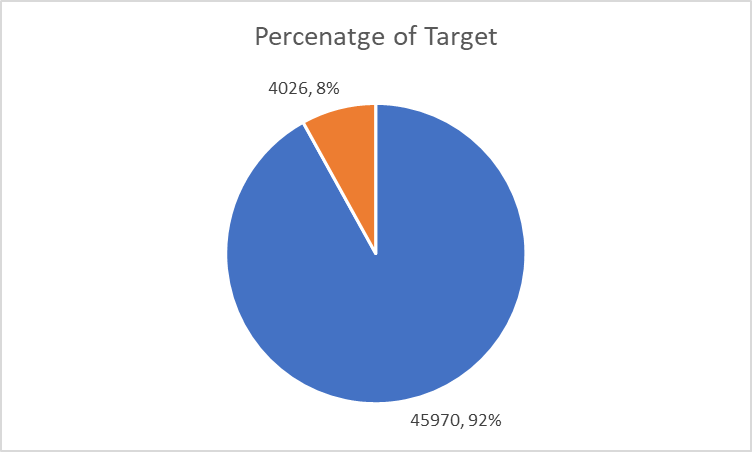 Percenatge of Target
4026, 8%
45970, 92%